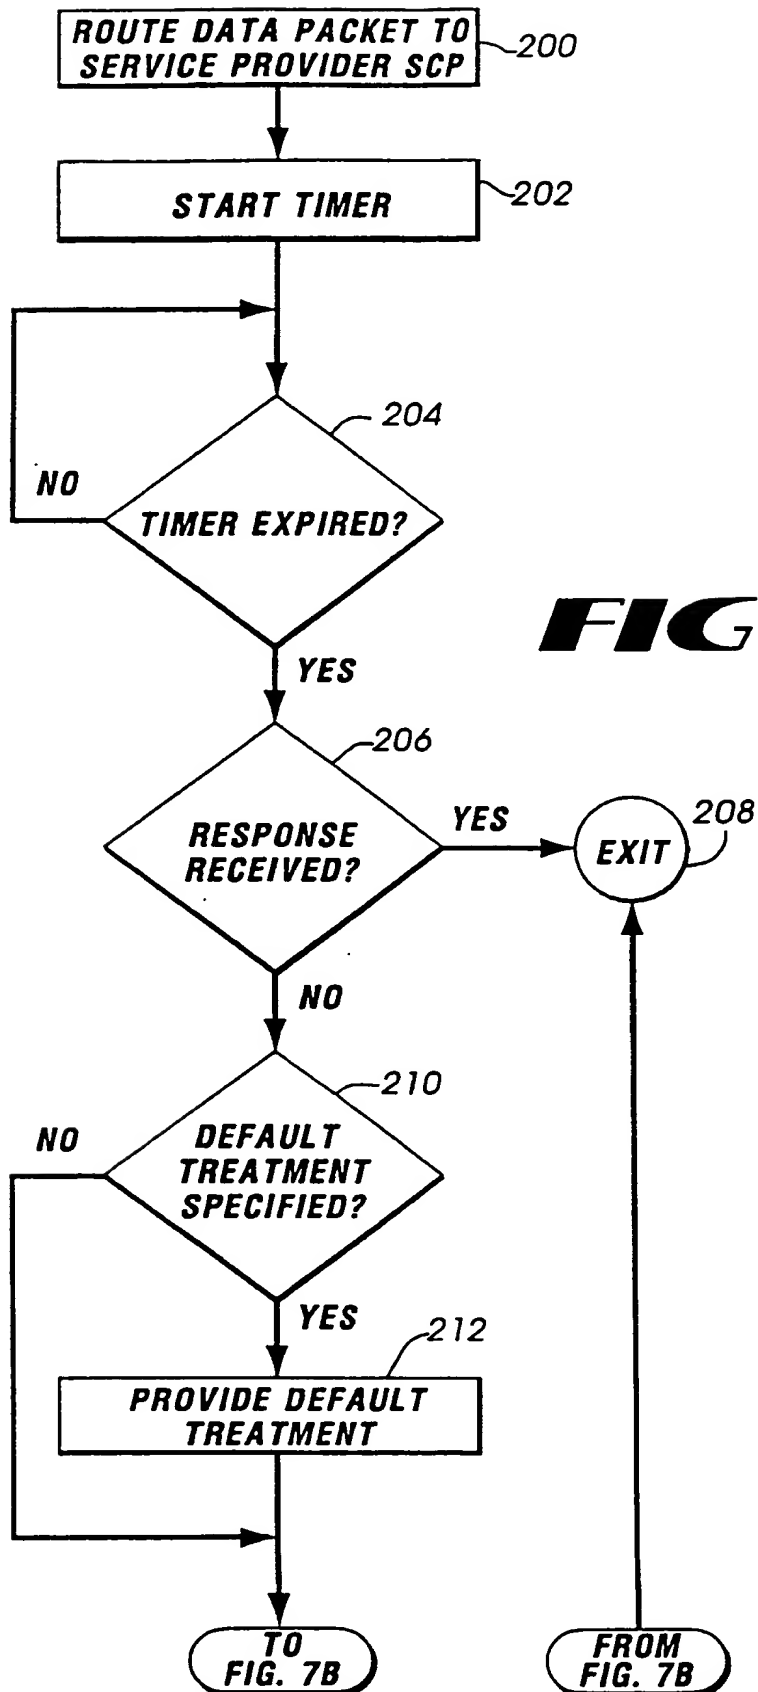 ROUTE DATA PACKET TO
SERVICE PROVIDER SCP
200
START TIMER
202
204
NO
TIMER EXPIRED?
FIG
YES
206
RESPONSE
RECEIVED?
YES
EXIT
208
NO
210
NO
DEFAULT
TREATMENT
SPECIFIED?
YES
212
PROVIDE DEFAULT
TREATMENT
TO
FIG. 7B
FROM
FIG. 7B